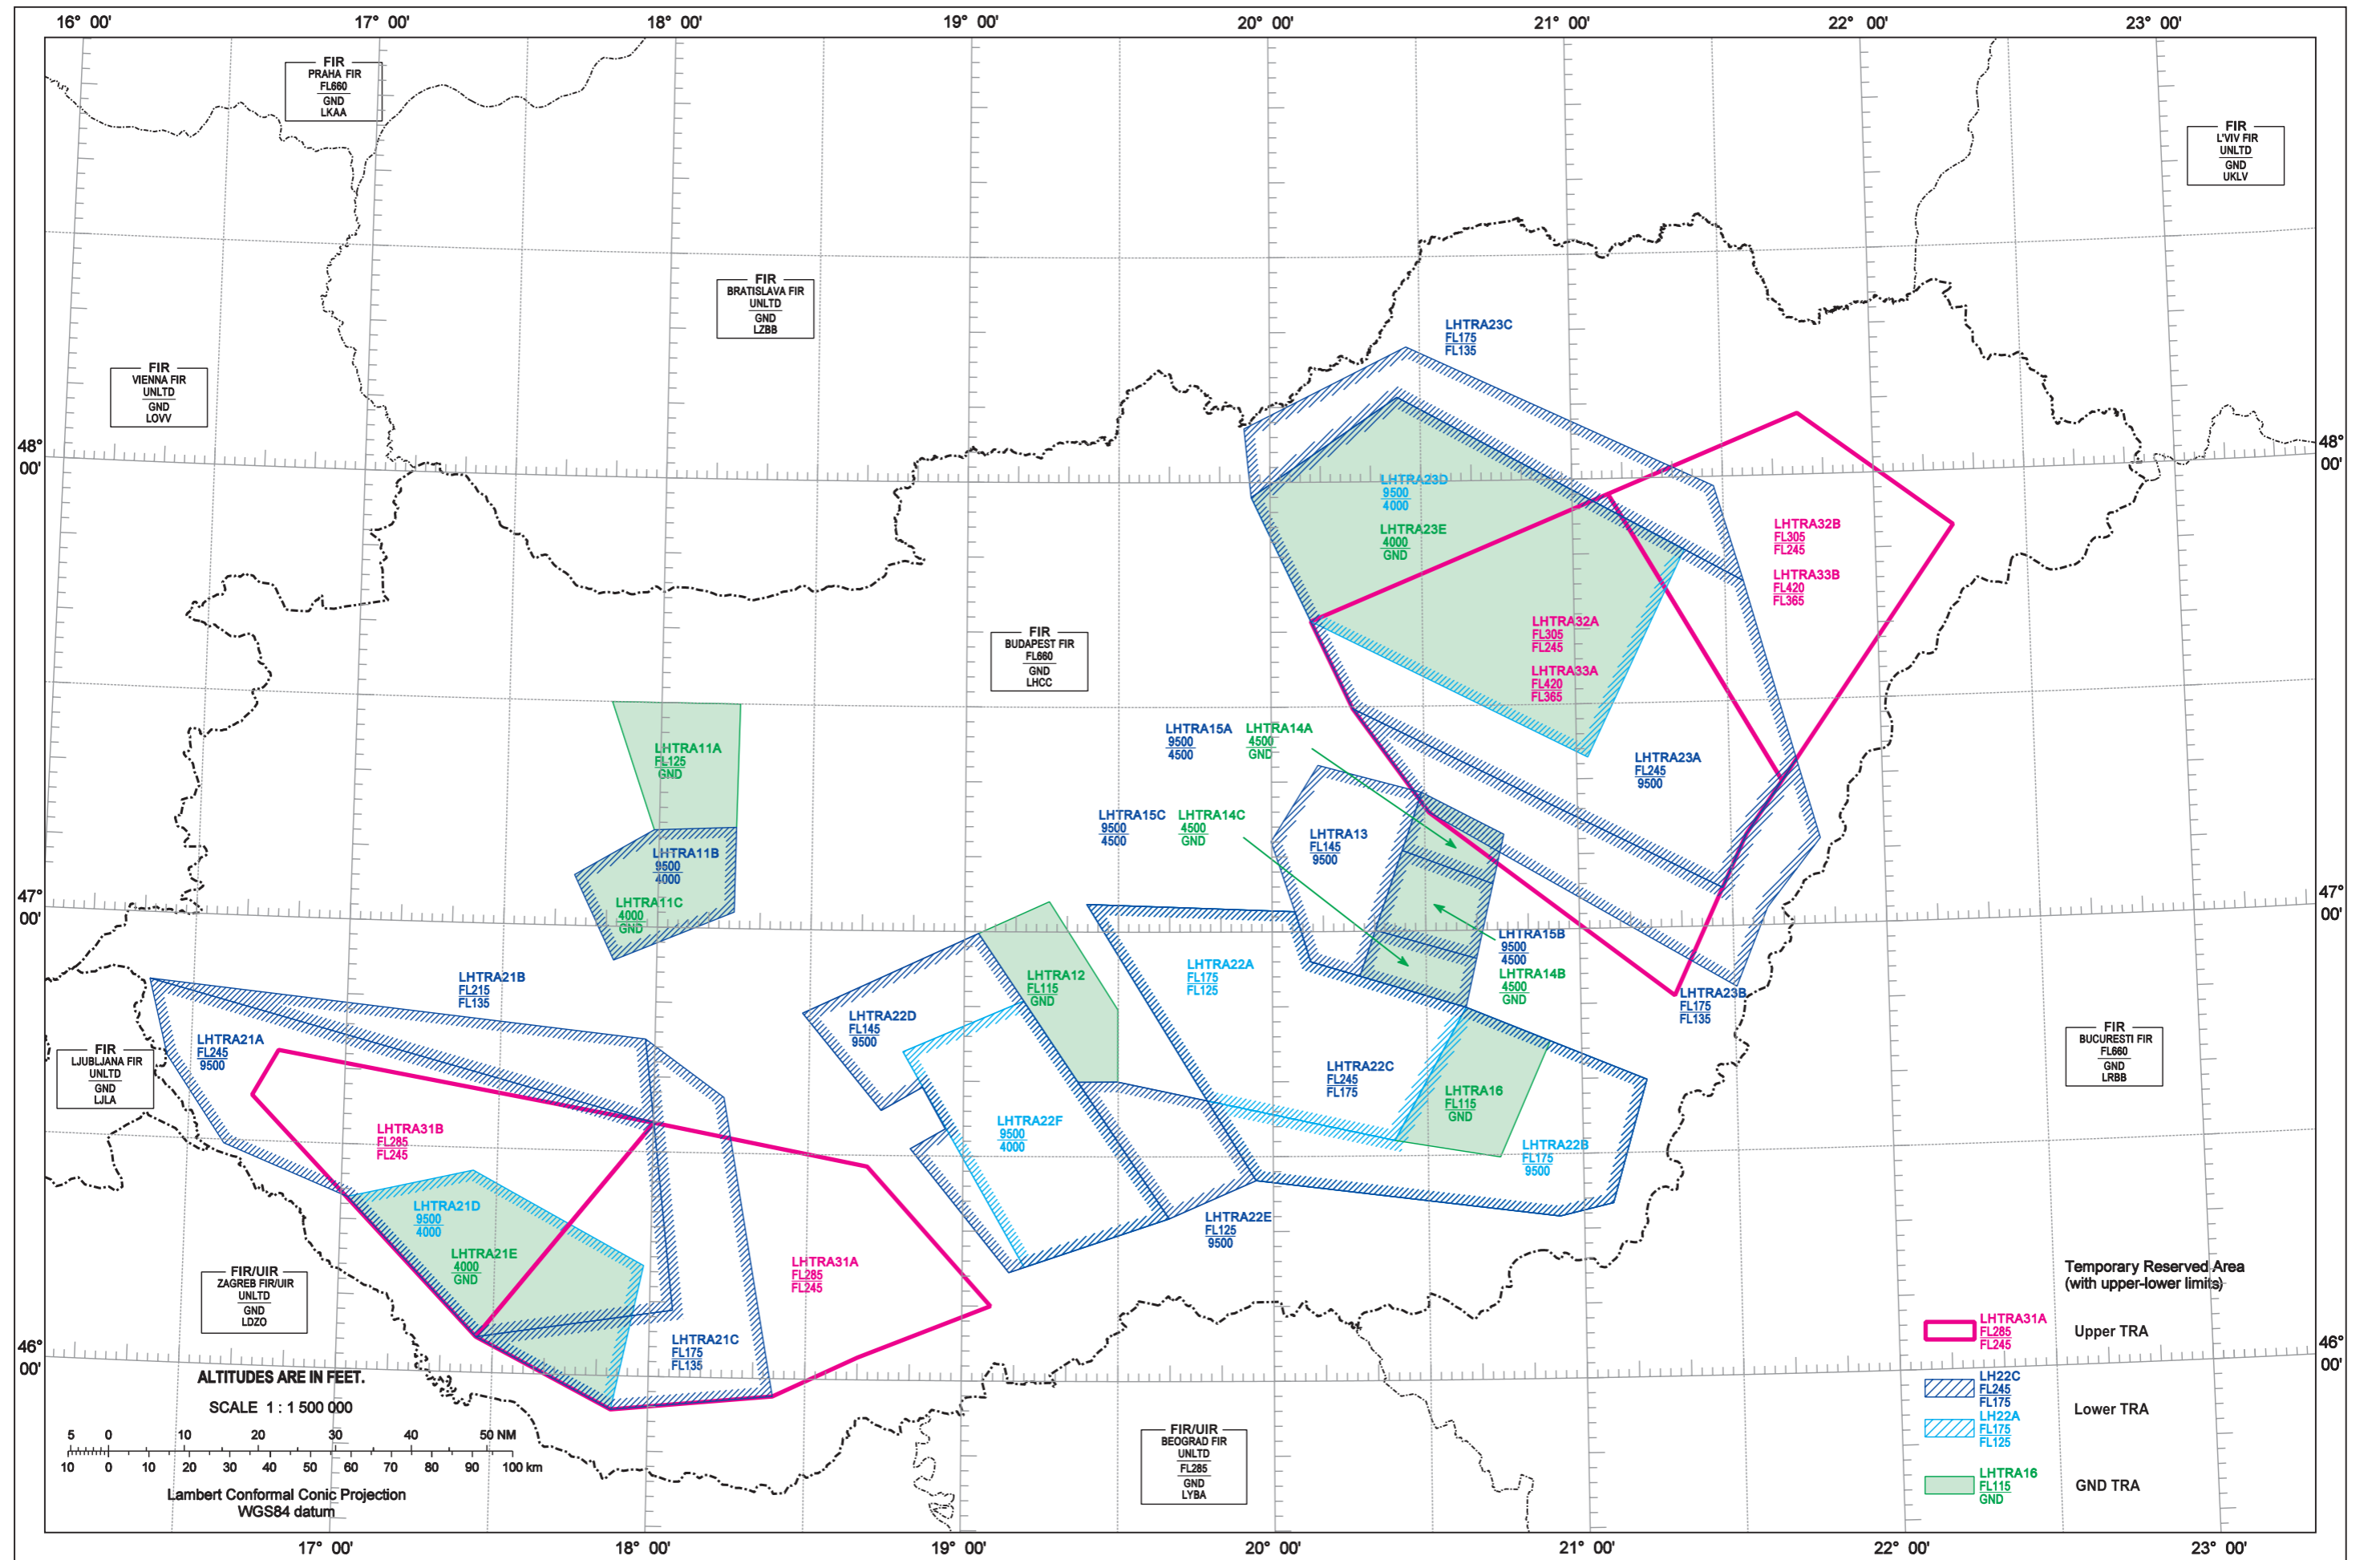 16° 00'
17° 00'
18° 00'
19° 00'
20° 00'
21° 00'
22° 00'
23° 00'
FIR
PRAHA FIR
FL660
GND
LKAA
FIR
L'VIV FIR
UNLTD
GND
UKLV
FIR
BRATISLAVA FIR
UNLTD
GND
LZBB
FIR
VIENNA FIR
UNLTD
GND
LOVV
LHTRA23C
FL175
FL135
48°
00'
48°
00'
LHTRA23D
9500
4000
LHTRA23E
4000
GND
LHTRA32B
FL305
FL245
LHTRA33B
FL420
FL365
LHTRA32A
FL305
FL245
LHTRA33A
FL420
FL365
FIR
BUDAPEST FIR
FL660
GND
LHCC
LHTRA11A
FL125
GND
LHTRA15A
9500
4500
LHTRA14A
4500
GND
LHTRA23A
FL245
9500
LHTRA15C
9500
4500
LHTRA14C
4500
GND
LHTRA13
FL145
9500
LHTRA11B
9500
4000
LHTRA11C
4000
GND
47°
00'
47°
00'
LHTRA15B
9500
4500
LHTRA14B
4500
GND
LHTRA22A
FL175
FL125
LHTRA12
FL115
GND
LHTRA21B
FL215
FL135
LHTRA23B
FL175
FL135
LHTRA22D
FL145
9500
LHTRA21A
FL245
9500
FIR
LJUBLJANA FIR
UNLTD
GND
LJLA
FIR
BUCURESTI FIR
FL660
GND
LRBB
LHTRA22C
FL245
FL175
LHTRA16
FL115
GND
LHTRA22F
9500
4000
LHTRA31B
FL285
FL245
LHTRA22B
FL175
9500
LHTRA21D
9500
4000
LHTRA22E
FL125
9500
LHTRA21E
4000
GND
LHTRA31A
FL285
FL245
FIR/UIR
ZAGREB FIR/UIR
UNLTD
GND
LDZO
LHTRA21C
FL175
FL135
46°
00'
46°
00'
ALTITUDES ARE IN FEET.
SCALE 1 : 1 500 000
5 0 10 20 30 40 50 NM
10 0 10 20 30 40 50 60 70 80 90 100 km
Lambert Conformal Conic Projection
WGS84 datum
FIR/UIR
BEOGRAD FIR
UNLTD
FL285
GND
LYBA
Temporary Reserved Area
(with upper-lower limits)
LHTRA31A
FL285
FL245
Upper TRA
LH22C
FL245
FL175
Lower TRA
LH22A
FL175
FL125
LHTRA16
FL115
GND
GND TRA
17° 00'
18° 00'
19° 00'
20° 00'
21° 00'
22° 00'
23° 00'